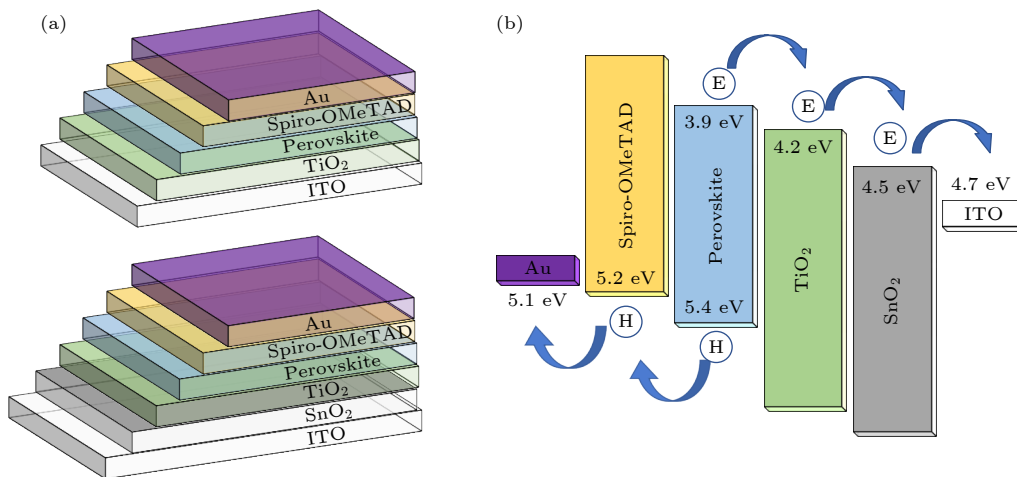 (a)
Au
Spiro-OMeTAD
Perovskite
TiO₂
ITO
Au
Spiro-OMeTAD
Perovskite
TiO₂
SnO₂
ITO
(b)
E
E
E
3.9 eV
4.2 eV
4.5 eV
4.7 eV
ITO
Spiro-OMeTAD
Perovskite
TiO₂
SnO₂
Au
5.1 eV
5.2 eV
5.4 eV
H
H